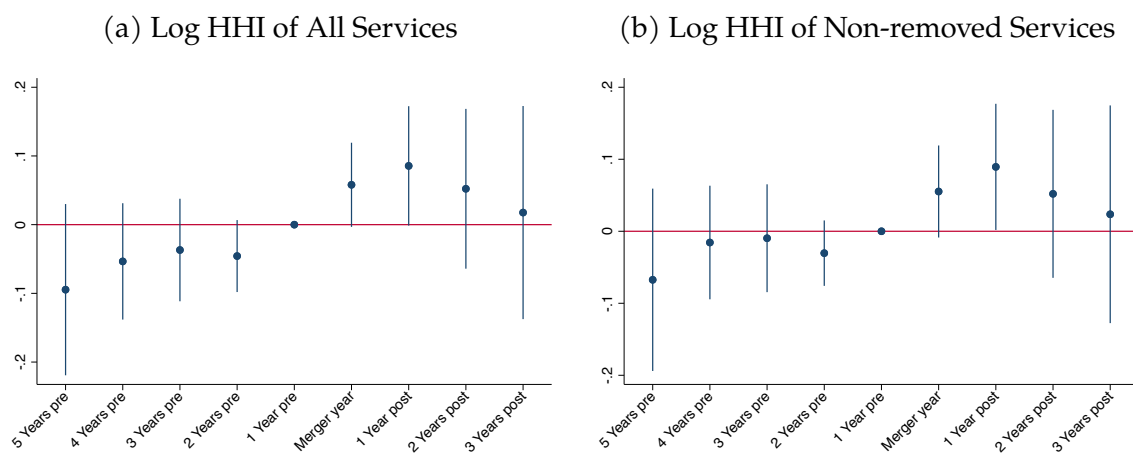 (a) Log HHI of All Services
.2
.1
0
-.1
-.2
5 Years pre
4 Years pre
3 Years pre
2 Years pre
1 Year pre
Merger year
1 Year post
2 Years post
3 Years post
(b) Log HHI of Non-removed Services
.2
.1
0
-.1
-.2
5 Years pre
4 Years pre
3 Years pre
2 Years pre
1 Year pre
Merger year
1 Year post
2 Years post
3 Years post